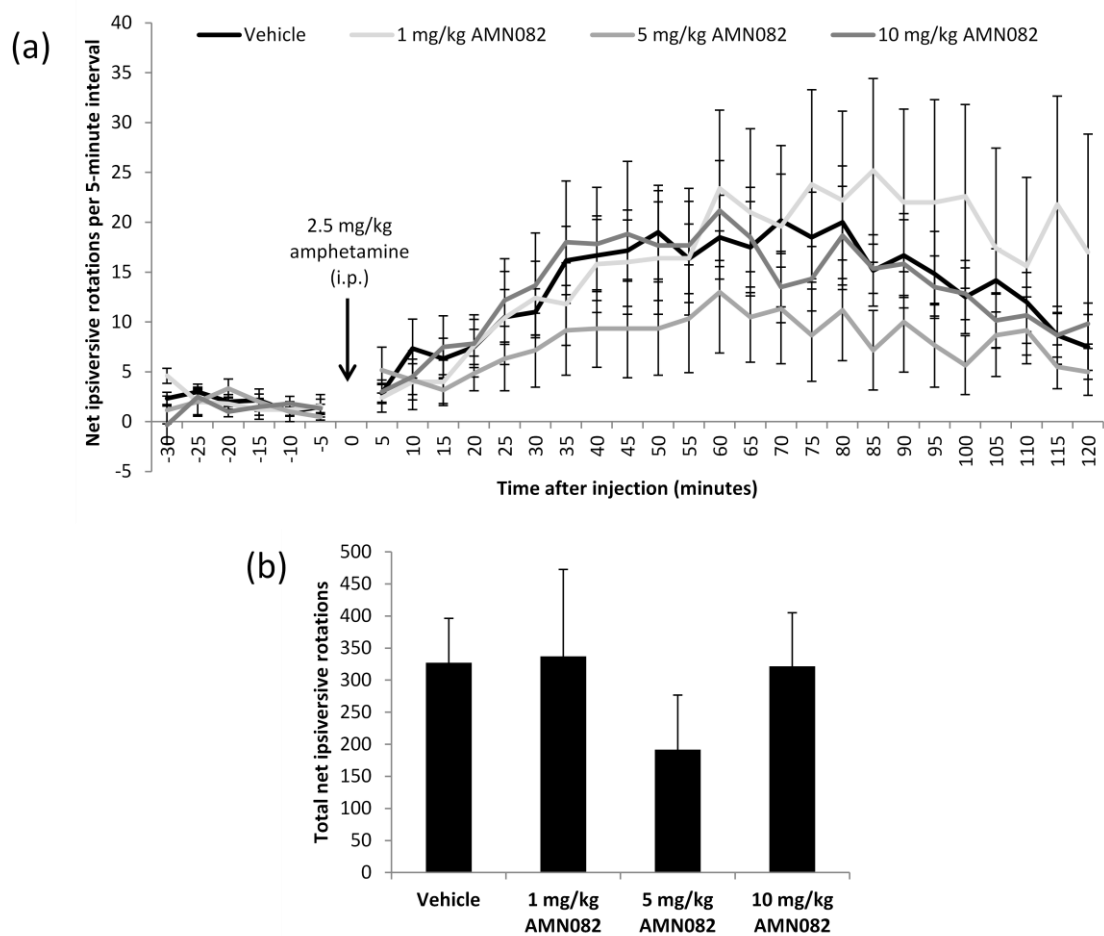 (a)
Net ipsiversive rotations per 5-minute interval
40
35
30
25
20
15
10
5
0
-5
Vehicle 1 mg/kg AMN082 5 mg/kg AMN082 10 mg/kg AMN082
2.5 mg/kg
amphetamine
(i.p.)
-30 -25 -20 -15 -10 -5 0 5 10 15 20 25 30 35 40 45 50 55 60 65 70 75 80 85 90 95 100 105 110 115 120
Time after injection (minutes)
(b)
Total net ipsiversive rotations
500
450
400
350
300
250
200
150
100
50
0
Vehicle 1 mg/kg 5 mg/kg 10 mg/kg
AMN082 AMN082 AMN082